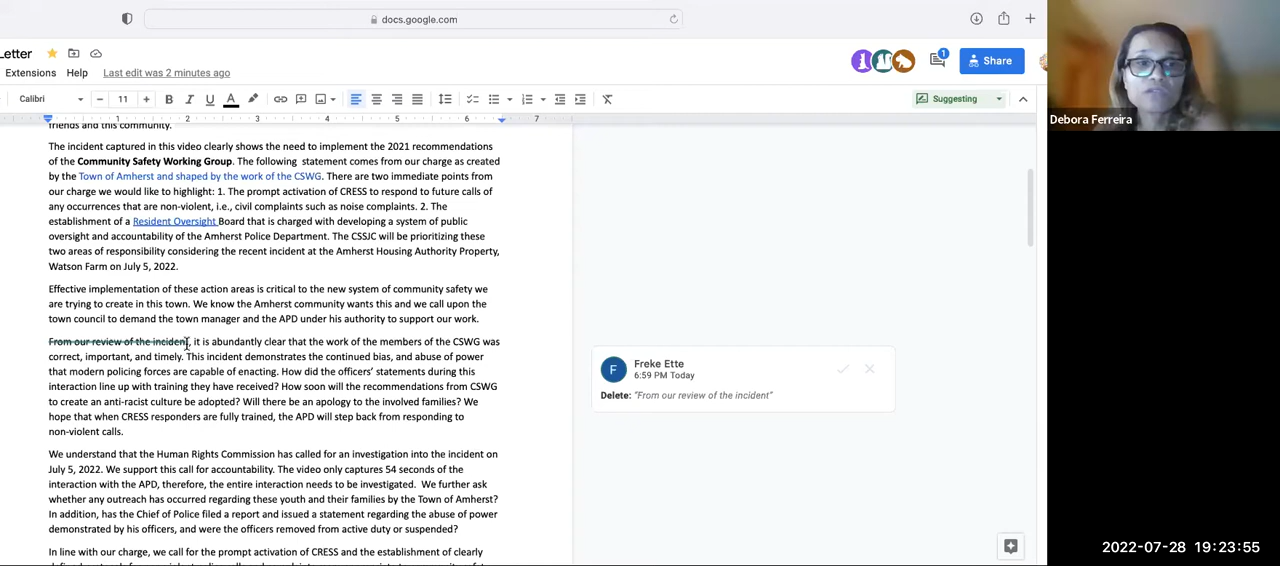 docs.google.com
Letter
Extensions Help Last edit was 2 minutes ago
1
Share
Calibri
11
Suggesting
1 2 3 4 5 6 7
friends and this community.
The incident captured in this video clearly shows the need to implement the 2021 recommendations
of the Community Safety Working Group. The following statement comes from our charge as created
by the Town of Amherst and shaped by the work of the CSWG. There are two immediate points from
our charge we would like to highlight: 1. The prompt activation of CRESS to respond to future calls of
any occurrences that are non-violent, i.e., civil complaints such as noise complaints. 2. The
establishment of a Resident Oversight Board that is charged with developing a system of public
oversight and accountability of the Amherst Police Department. The CSSJC will be prioritizing these
two areas of responsibility considering the recent incident at the Amherst Housing Authority Property,
Watson Farm on July 5, 2022.
Effective implementation of these action areas is critical to the new system of community safety we
are trying to create in this town. We know the Amherst community wants this and we call upon the
town council to demand the town manager and the APD under his authority to support our work.
From our review of the incident, it is abundantly clear that the work of the members of the CSWG was
correct, important, and timely. This incident demonstrates the continued bias, and abuse of power
that modern policing forces are capable of enacting. How did the officers' statements during this
interaction line up with training they have received? How soon will the recommendations from CSWG
to create an anti-racist culture be adopted? Will there be an apology to the involved families? We
hope that when CRESS responders are fully trained, the APD will step back from responding to
non-violent calls.
We understand that the Human Rights Commission has called for an investigation into the incident on
July 5, 2022. We support this call for accountability. The video only captures 54 seconds of the
interaction with the APD, therefore, the entire interaction needs to be investigated. We further ask
whether any outreach has occurred regarding these youth and their families by the Town of Amherst?
In addition, has the Chief of Police filed a report and issued a statement regarding the abuse of power
demonstrated by his officers, and were the officers removed from active duty or suspended?
In line with our charge, we call for the prompt activation of CRESS and the establishment of clearly
F
Freke Ette
6:59 PM Today
Delete: "From our review of the incident"
Debora Ferreira
2022-07-28 19:23:55